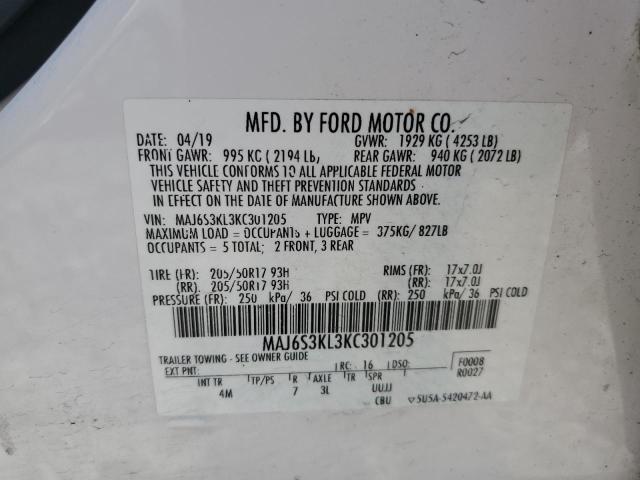 MFD. BY FORD MOTOR CO.
DATE: 04/19 GVWR: 1929 KG ( 4253 LB)
FRONT GAWR: 995 KG ( 2194 LB) REAR GAWR: 940 KG ( 2072 LB)
THIS VEHICLE CONFORMS TO ALL APPLICABLE FEDERAL MOTOR
VEHICLE SAFETY AND THEFT PREVENTION STANDARDS
IN EFFECT ON THE DATE OF MANUFACTURE SHOWN ABOVE.
VIN: MAJ6S3KL3KC301205 TYPE: MPV
MAXIMUM LOAD = OCCUPANTS + LUGGAGE = 375KG/ 827LB
OCCUPANTS = 5 TOTAL; 2 FRONT, 3 REAR
TIRE (FR): 205/50R17 93H RIMS (FR): 17x7.0J
(RR): 205/50R17 93H (RR): 17x7.0J
PRESSURE (FR): 250 kPa/ 36 PSI COLD (RR): 250 kPa/ 36 PSI COLD
MAJ6S3KL3KC301205
TRAILER TOWING - SEE OWNER GUIDE
EXT PNT: RC: 16 DSO: F0008
R0027
INT TR TP/PS R AXLE TR SPR
4M 7 3L UUJJ
CBU ▽5U5A-5420472-AA